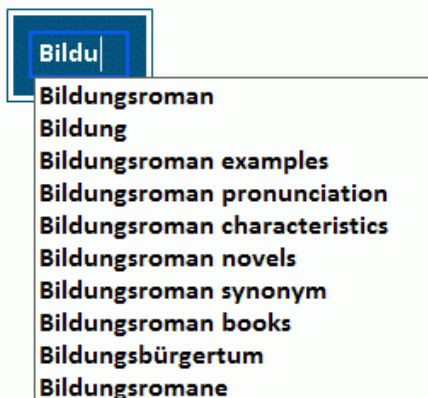 Bildu
Bildungsroman
Bildung
Bildungsroman examples
Bildungsroman pronunciation
Bildungsroman characteristics
Bildungsroman novels
Bildungsroman synonym
Bildungsroman books
Bildungsbürgertum
Bildungsromane